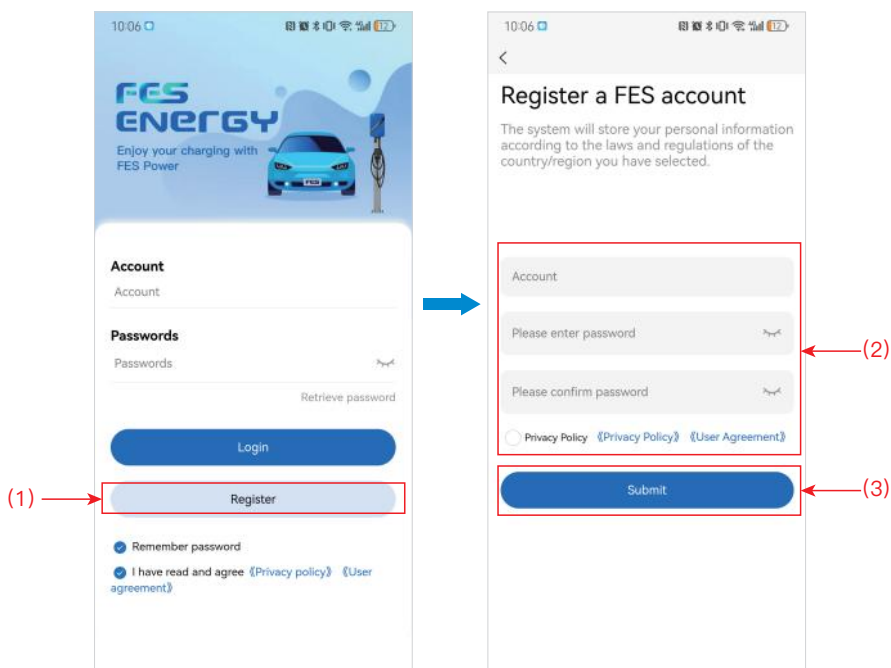 10:06
12
FES
ENERGY
Enjoy your charging with
FES Power
FES
Account
Account
Passwords
Passwords
Retrieve password
Login
(1)
Register
Remember password
I have read and agree 《Privacy policy》 《User
agreement》
10:06
12
Register a FES account
The system will store your personal information
according to the laws and regulations of the
country/region you have selected.
Account
Please enter password
(2)
Please confirm password
Privacy Policy 《Privacy Policy》 《User Agreement》
Submit
(3)